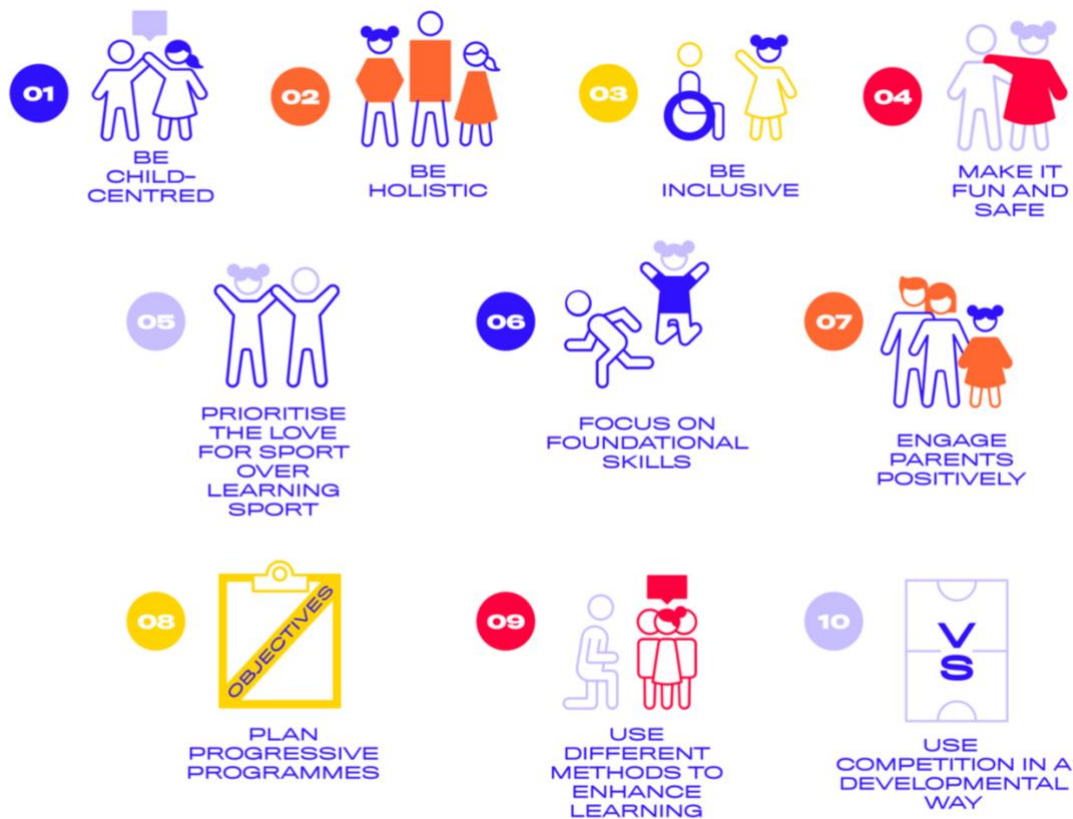 01
BE
CHILD-
CENTRED
02
BE
HOLISTIC
03
BE
INCLUSIVE
04
MAKE IT
FUN AND
SAFE
05
PRIORITISE
THE LOVE
FOR SPORT
OVER
LEARNING
SPORT
06
FOCUS ON
FOUNDATIONAL
SKILLS
07
ENGAGE
PARENTS
POSITIVELY
08
OBJECTIVES
PLAN
PROGRESSIVE
PROGRAMMES
09
USE
DIFFERENT
METHODS TO
ENHANCE
LEARNING
10
V
S
USE
COMPETITION IN A
DEVELOPMENTAL
WAY